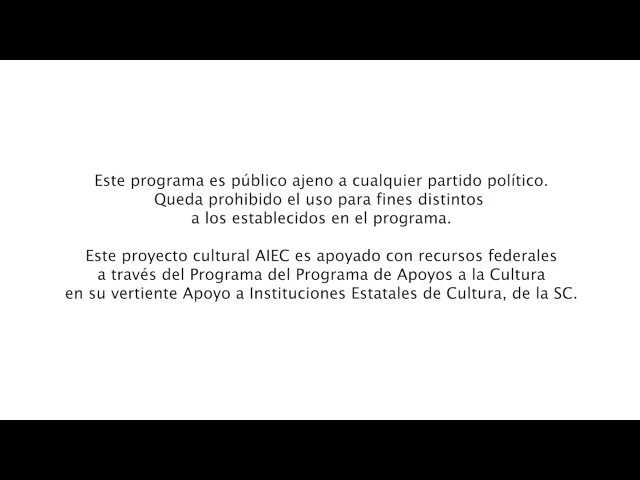 Este programa es público ajeno a cualquier partido político.
Queda prohibido el uso para fines distintos
a los establecidos en el programa.
Este proyecto cultural AIEC es apoyado con recursos federales
a través del Programa del Programa de Apoyos a la Cultura
en su vertiente Apoyo a Instituciones Estatales de Cultura, de la SC.